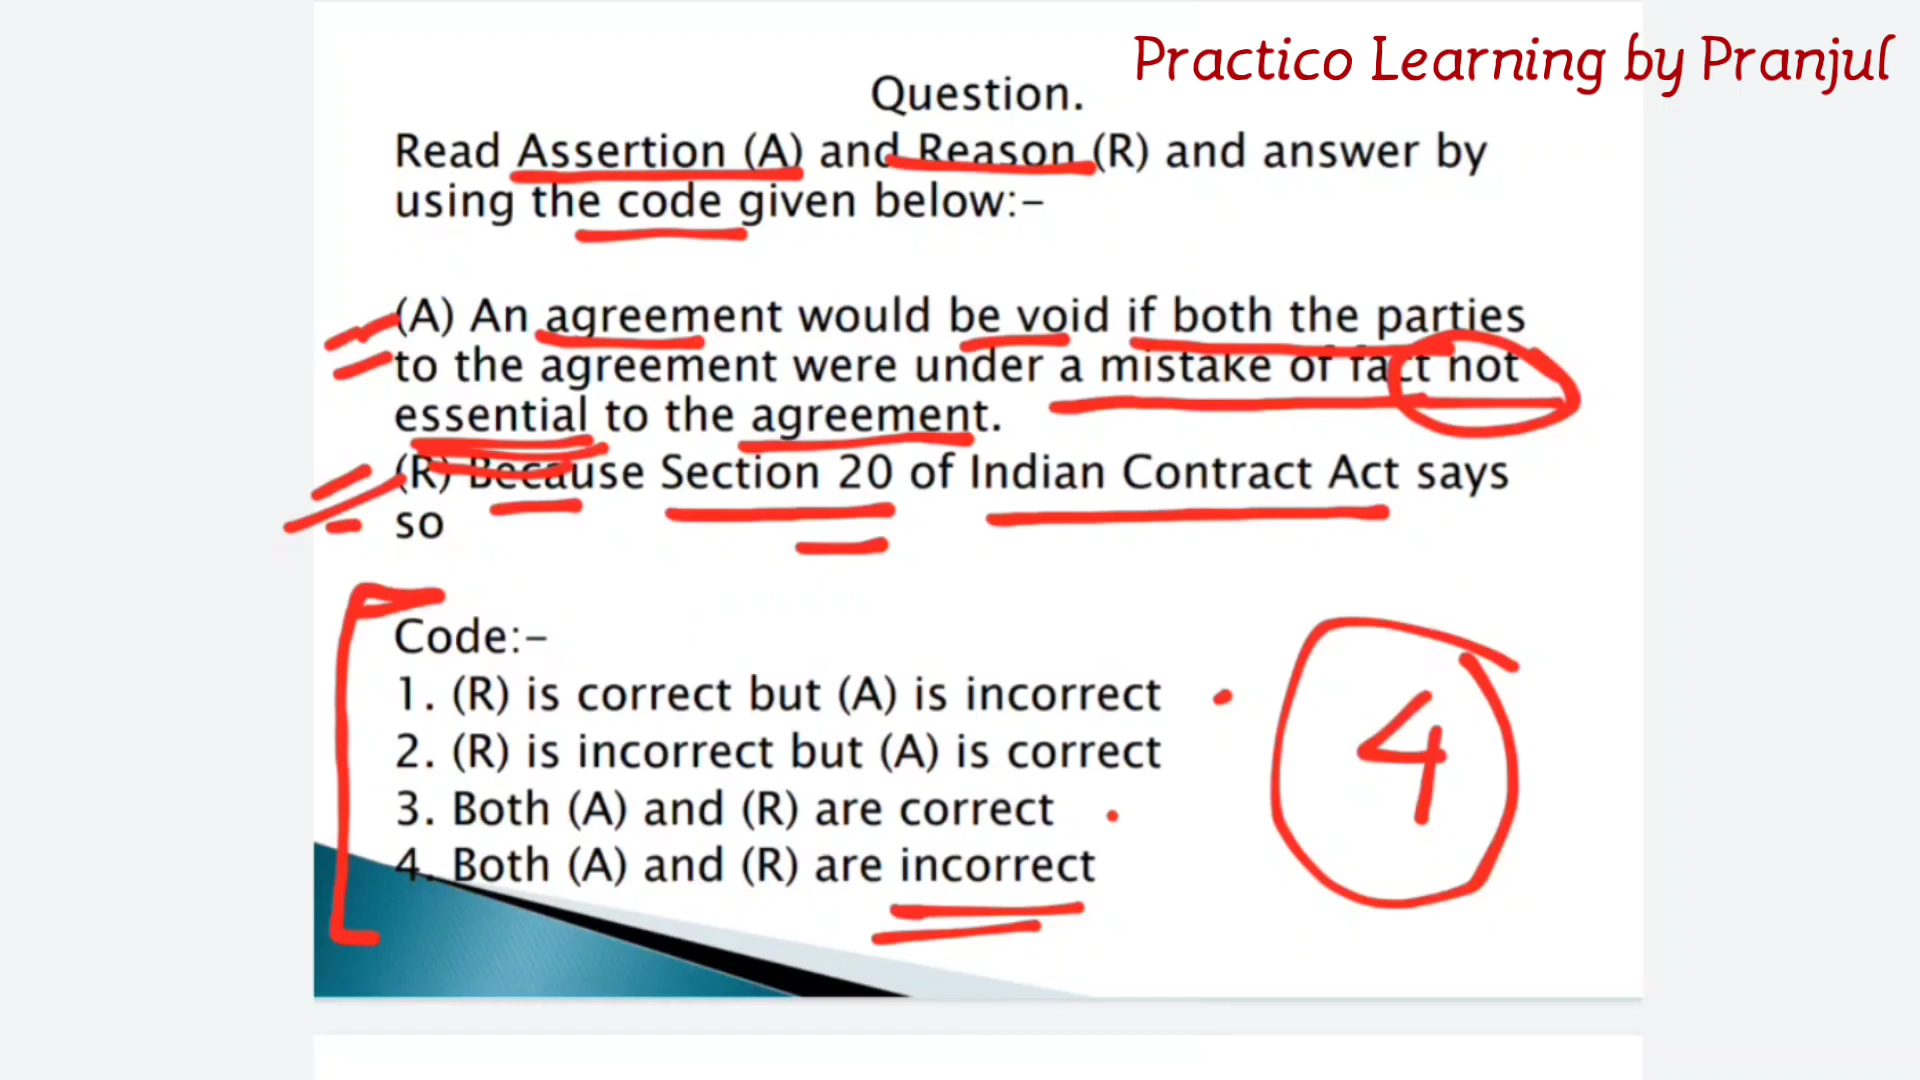 Practico Learning by Pranjul
Question.
Read Assertion (A) and Reason (R) and answer by
using the code given below:-
(A) An agreement would be void if both the parties
to the agreement were under a mistake of fact not
essential to the agreement.
(R) Because Section 20 of Indian Contract Act says
so
Code:-
1. (R) is correct but (A) is incorrect
2. (R) is incorrect but (A) is correct
3. Both (A) and (R) are correct
4. Both (A) and (R) are incorrect
4